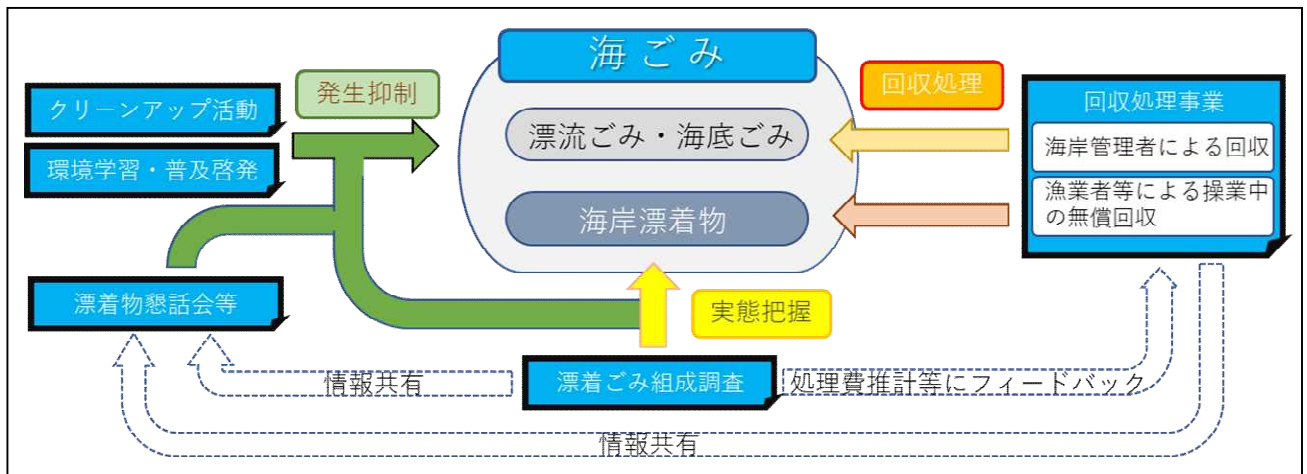 海ごみ
クリーンアップ活動
環境学習・普及啓発
発生抑制
漂流ごみ・海底ごみ
海岸漂着物
回収処理
回収処理事業
海岸管理者による回収
漁業者等による操業中
の無償回収
漂着物懇話会等
実態把握
情報共有
漂着ごみ組成調査
処理費推計等にフィードバック
情報共有